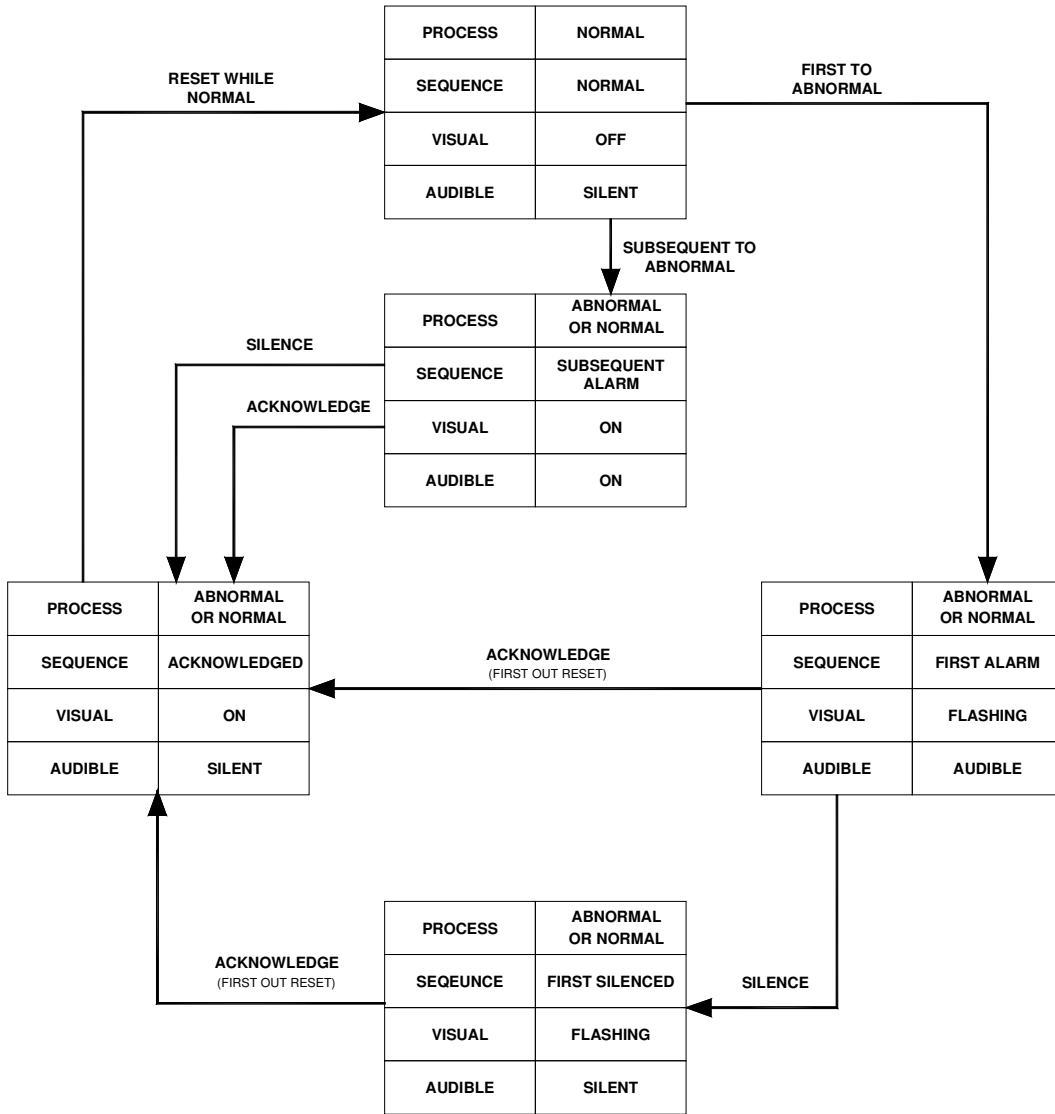 PROCESS NORMAL
SEQUENCE NORMAL
VISUAL OFF
AUDIBLE SILENT
RESET WHILE
NORMAL
FIRST TO
ABNORMAL
SUBSEQUENT TO
ABNORMAL
PROCESS ABNORMAL
OR NORMAL
SEQUENCE SUBSEQUENT
ALARM
VISUAL ON
AUDIBLE ON
SILENCE
ACKNOWLEDGE
PROCESS ABNORMAL
OR NORMAL
SEQUENCE ACKNOWLEDGED
VISUAL ON
AUDIBLE SILENT
ACKNOWLEDGE
(FIRST OUT RESET)
PROCESS ABNORMAL
OR NORMAL
SEQUENCE FIRST ALARM
VISUAL FLASHING
AUDIBLE AUDIBLE
ACKNOWLEDGE
(FIRST OUT RESET)
PROCESS ABNORMAL
OR NORMAL
SEQEUNCE FIRST SILENCED
VISUAL FLASHING
AUDIBLE SILENT
SILENCE